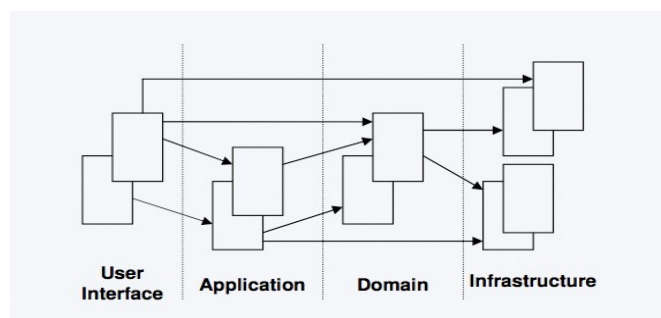 User
Interface
Application
Domain
Infrastructure